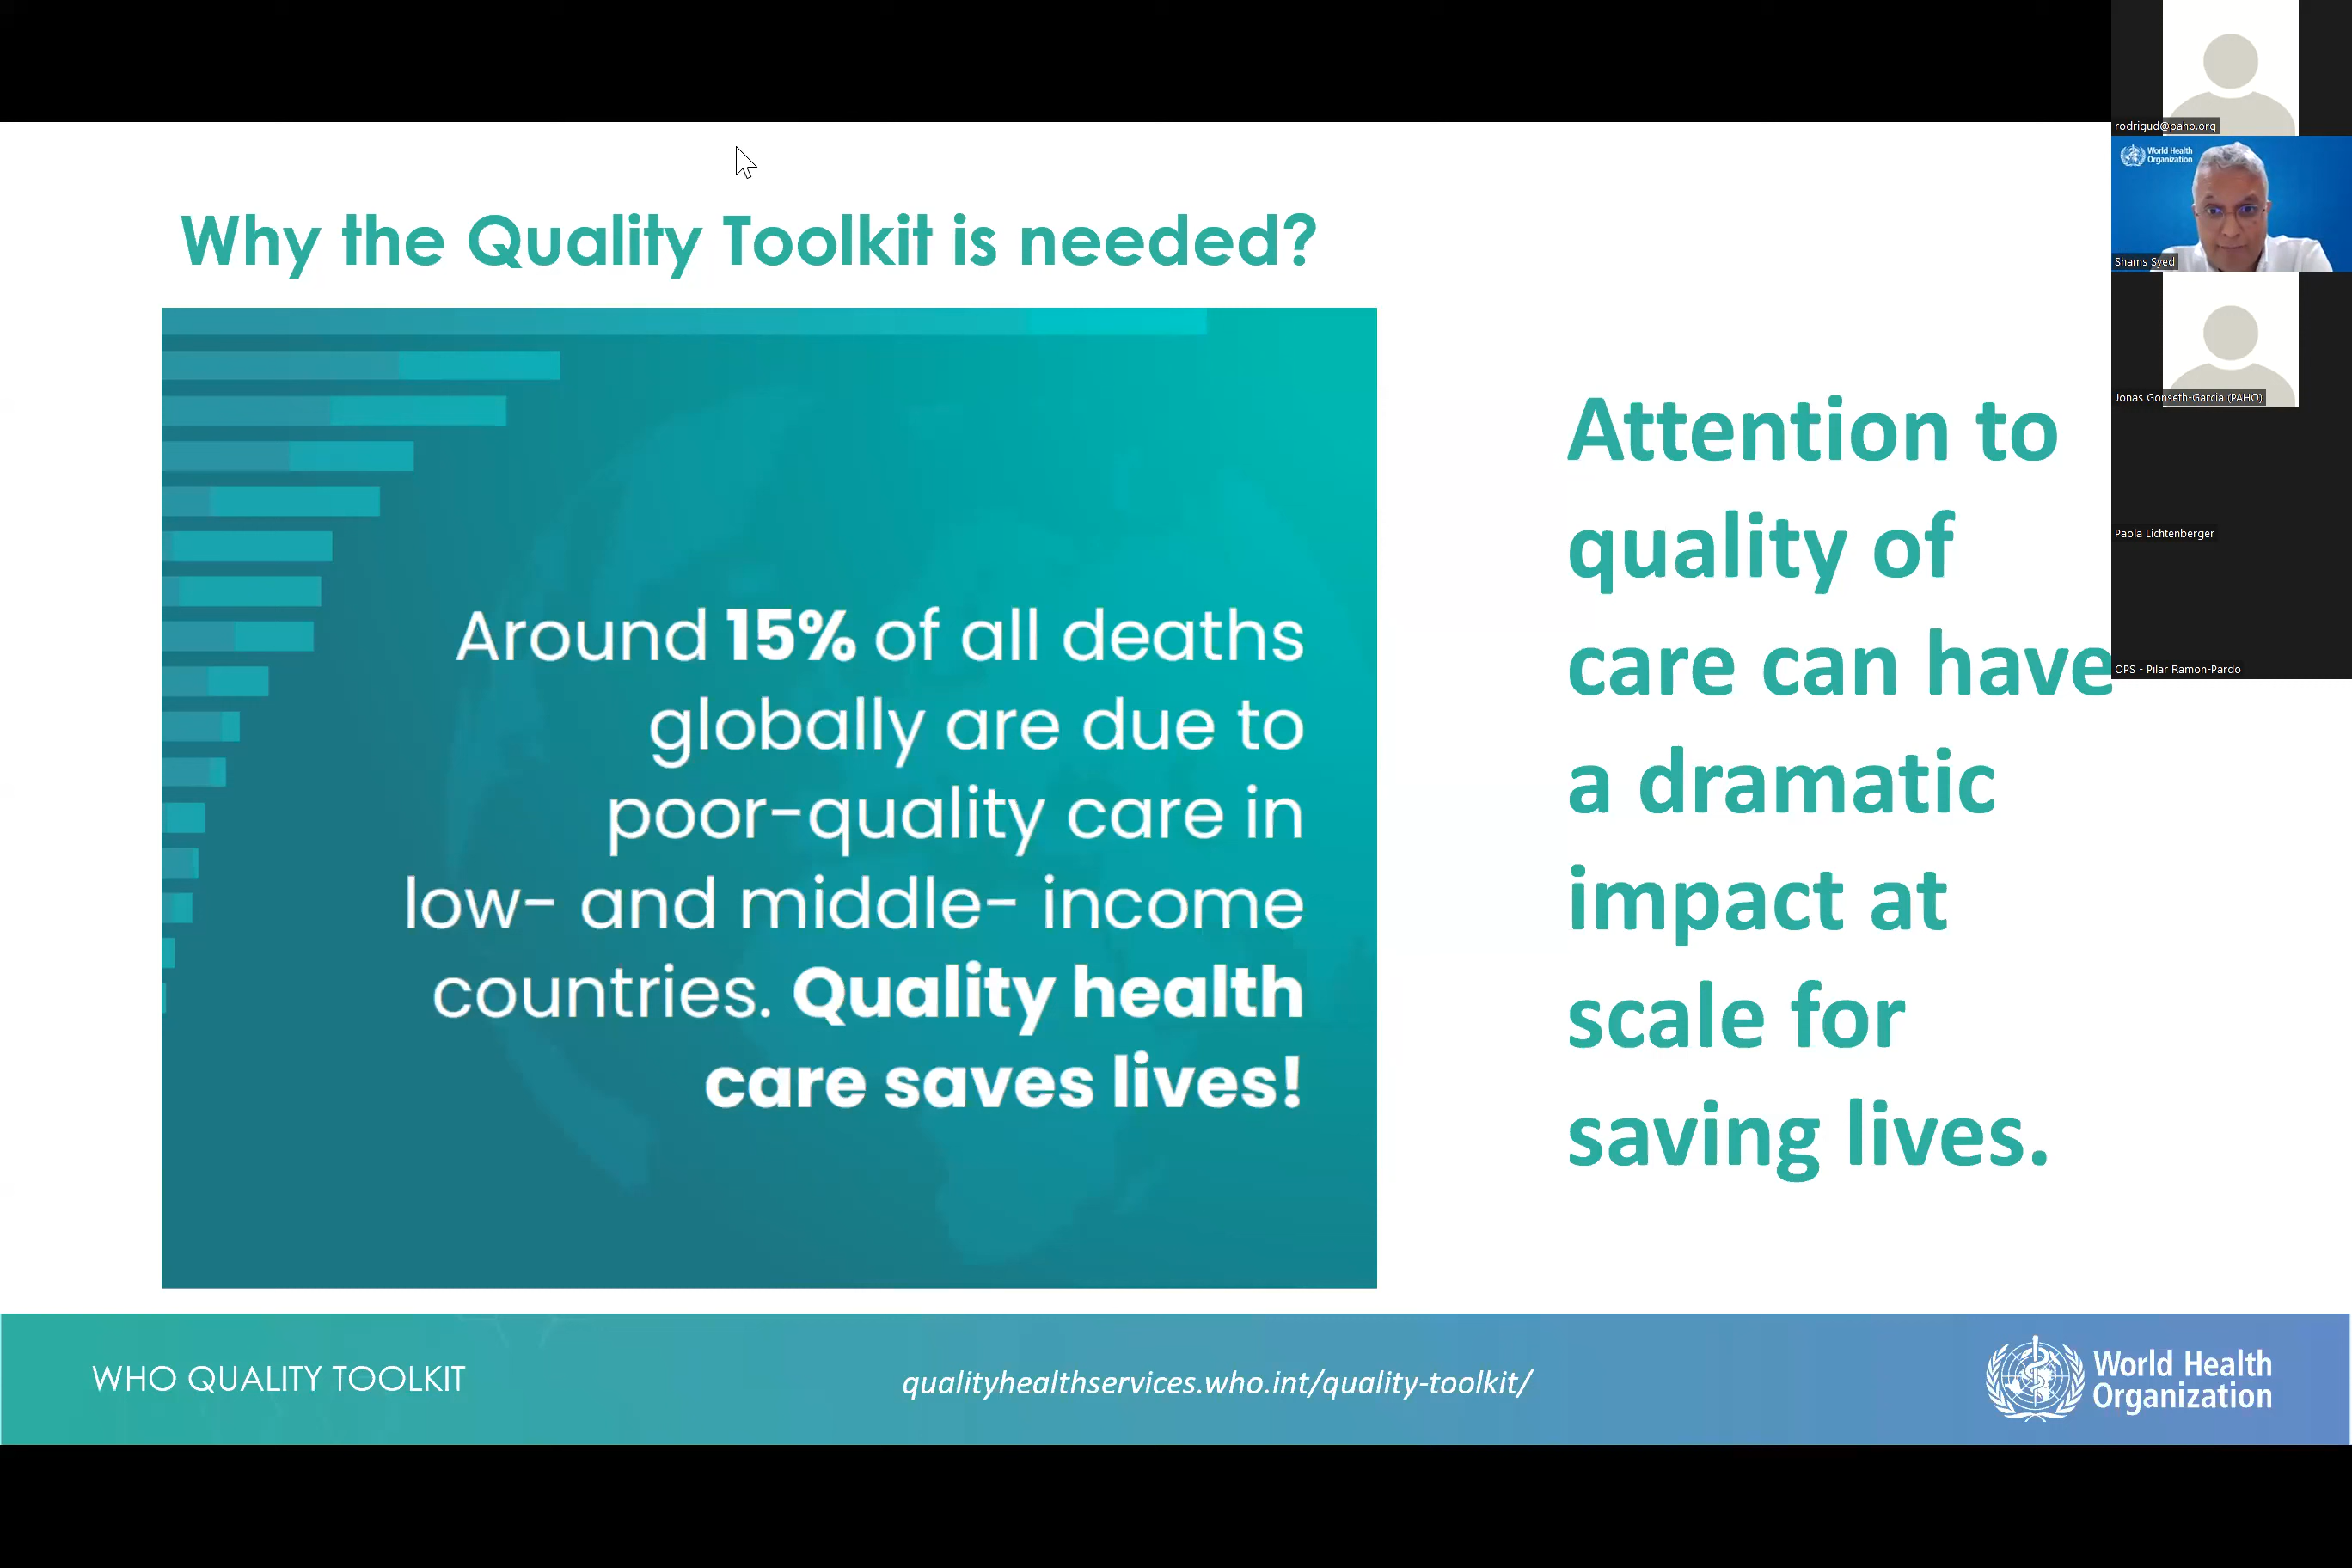 Why the Quality Toolkit is needed?
Around 15% of all deaths
globally are due to
poor-quality care in
low- and middle- income
countries. Quality health
care saves lives!
Attention to
quality of
care can have
a dramatic
impact at
scale for
saving lives.
rodrigud@paho.org
World Health
Organization
Shams Syed
Jonas Gonseth-Garcia (PAHO)
Paola Lichtenberger
OPS - Pilar Ramon-Pardo
WHO QUALITY TOOLKIT
qualityhealthservices.who.int/quality-toolkit/
World Health
Organization